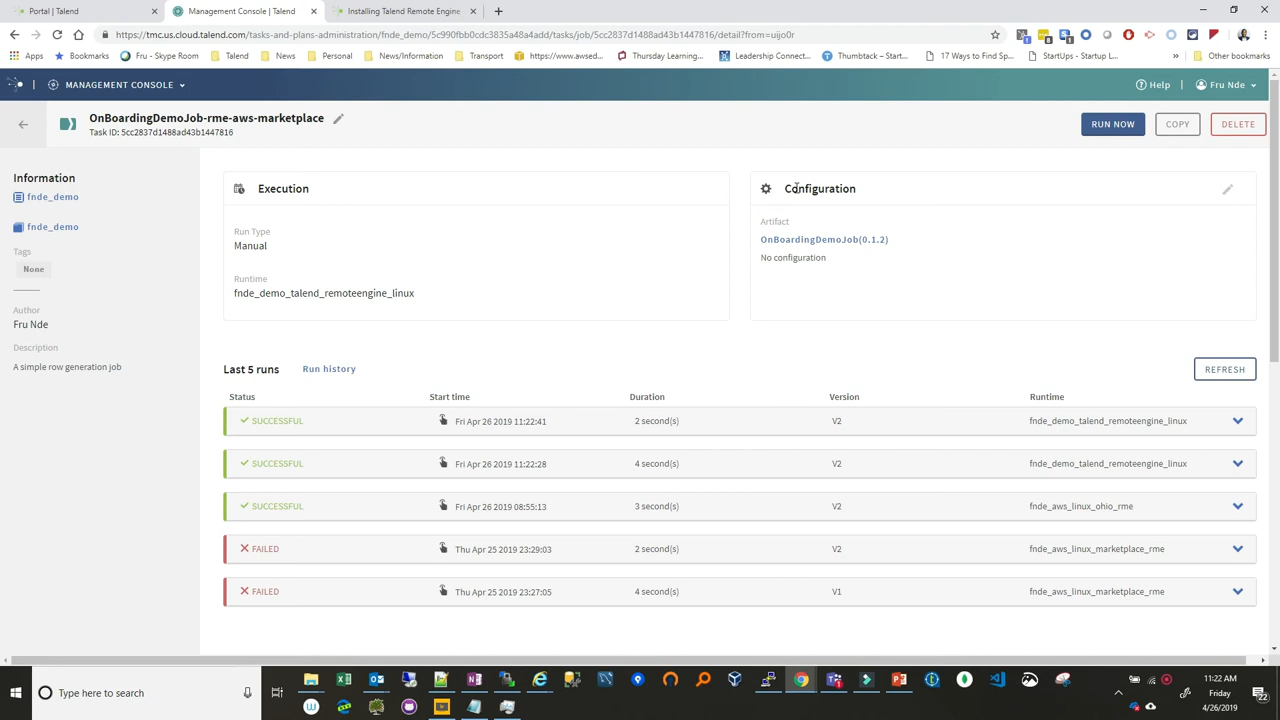 Portal | Talend
Management Console | Talend
Installing Talend Remote Engine
https://tmc.us.cloud.talend.com/tasks-and-plans-administration/fnde_demo/5c990fbb0cdc3835a48a4add/tasks/job/5cc2837d1488ad43b1447816/detail?from=uijo0r
Apps
Bookmarks
Fru - Skype Room
Talend
News
Personal
News/Information
Transport
https://www.awsed...
Thursday Learning...
Leadership Connect...
Thumbtack – Start...
17 Ways to Find Sp...
StartUps - Startup L...
Other bookmarks
MANAGEMENT CONSOLE
Help
Fru Nde
OnBoardingDemoJob-rme-aws-marketplace
Task ID: 5cc2837d1488ad43b1447816
RUN NOW
COPY
DELETE
Information
fnde_demo
fnde_demo
Tags
None
Author
Fru Nde
Description
A simple row generation job
Execution
Run Type
Manual
Runtime
fnde_demo_talend_remoteengine_linux
Configuration
Artifact
OnBoardingDemoJob(0.1.2)
No configuration
Last 5 runs
Run history
REFRESH
Status Start time Duration Version Runtime
SUCCESSFUL Fri Apr 26 2019 11:22:41 2 second(s) V2 fnde_demo_talend_remoteengine_linux
SUCCESSFUL Fri Apr 26 2019 11:22:28 4 second(s) V2 fnde_demo_talend_remoteengine_linux
SUCCESSFUL Fri Apr 26 2019 08:55:13 3 second(s) V2 fnde_aws_linux_ohio_rme
FAILED Thu Apr 25 2019 23:29:03 2 second(s) V2 fnde_aws_linux_marketplace_rme
FAILED Thu Apr 25 2019 23:27:05 4 second(s) V1 fnde_aws_linux_marketplace_rme
Type here to search
11:22 AM
Friday
4/26/2019
22